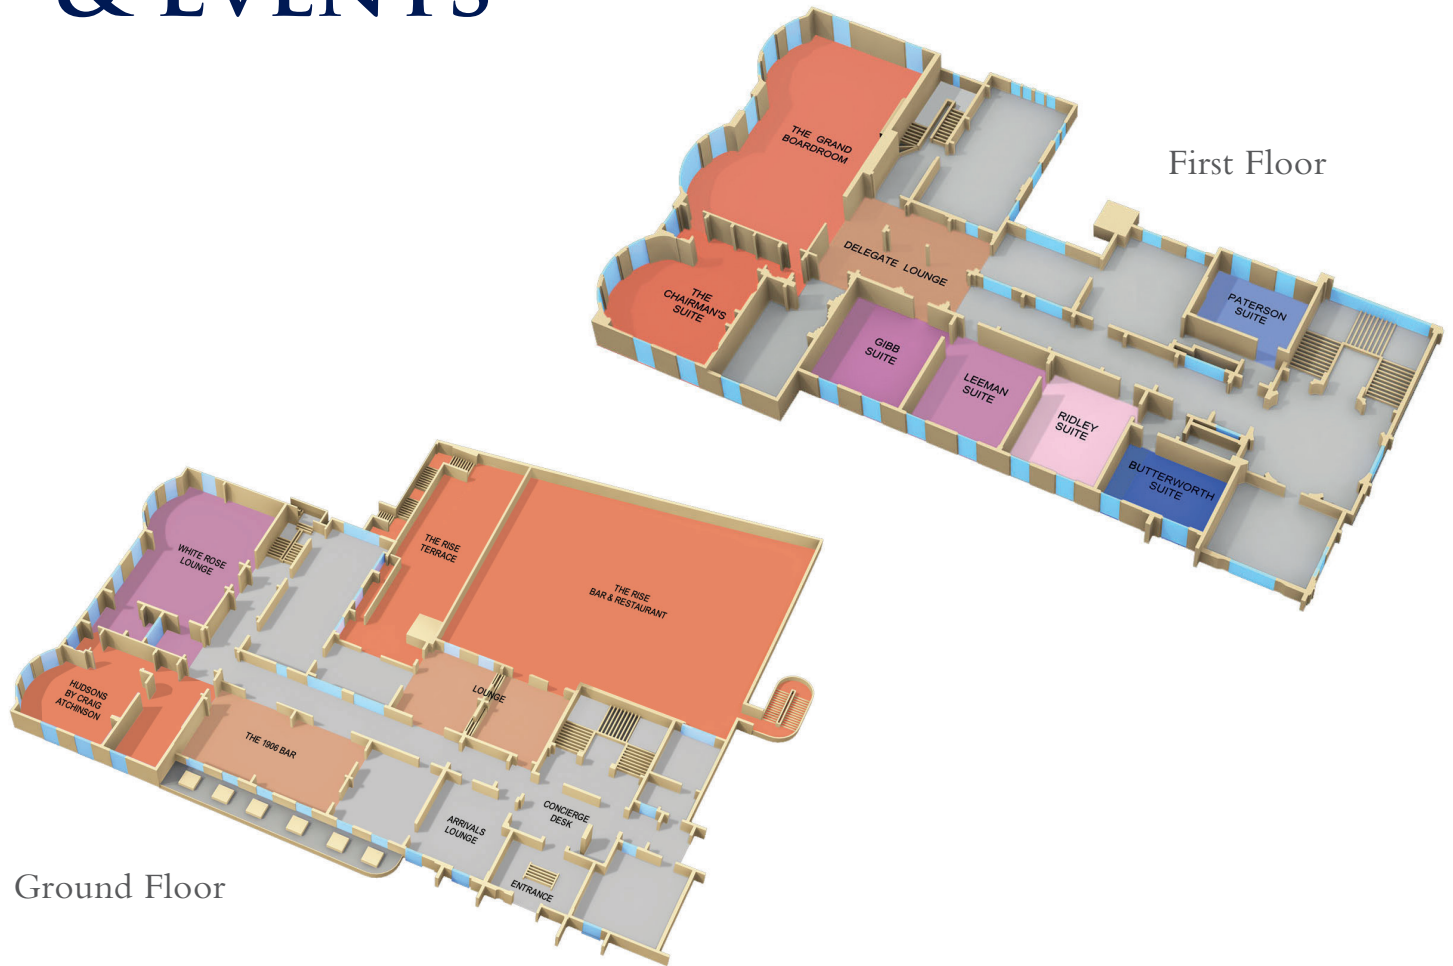 & EVENTS
First Floor
THE GRAND
BOARDROOM
DELEGATE LOUNGE
THE
CHAIRMAN'S
SUITE
PATERSON
SUITE
GIBB
SUITE
LEEMAN
SUITE
RIDLEY
SUITE
BUTTERWORTH
SUITE
THE RISE
TERRACE
WHITE ROSE
LOUNGE
THE RISE
BAR & RESTAURANT
HUDSONS
BY CRAIG
ATCHINSON
LOUNGE
THE 1906 BAR
ARRIVALS
LOUNGE
CONCIERGE
DESK
ENTRANCE
Ground Floor